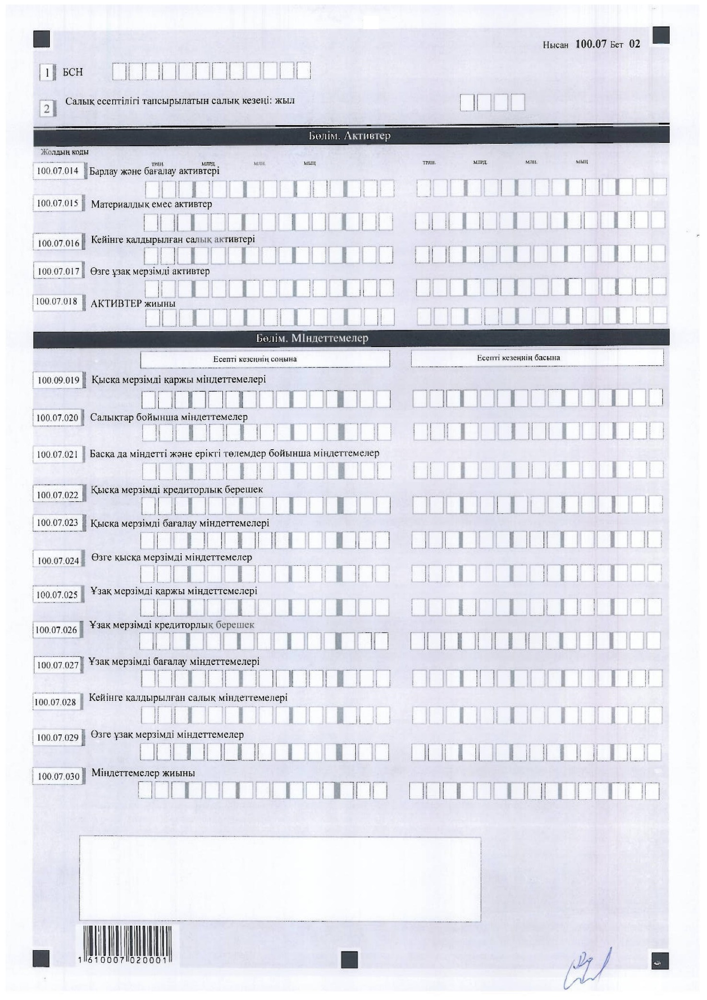 Нысан 100.07 Бет 02
1 БСН
2 Салық есептілігі тапсырылатын салық кезеңі: жыл
Бөлім. Активтер
Жолдың коды
ТРЛН. МЛРД. МЛН. МЫҢ ТРЛН. МЛРД. МЛН. МЫҢ
100.07.014 Барлау және бағалау активтері
100.07.015 Материалдық емес активтер
100.07.016 Кейінге қалдырылған салық активтері
100.07.017 Өзге ұзақ мерзімді активтер
100.07.018 АКТИВТЕР жиыны
Бөлім. МІндеттемелер
Есепті кезеңнің соңына Есепті кезеңнің басына
100.09.019 Қысқа мерзімді қаржы міндеттемелері
100.07.020 Салықтар бойынша міндеттемелер
100.07.021 Басқа да міндетті және ерікті төлемдер бойынша міндеттемелер
100.07.022 Қысқа мерзімді кредиторлық берешек
100.07.023 Қысқа мерзімді бағалау міндеттемелері
100.07.024 Өзге қысқа мерзімді міндеттемелер
100.07.025 Ұзақ мерзімді қаржы міндеттемелері
100.07.026 Ұзақ мерзімді кредиторлық берешек
100.07.027 Ұзақ мерзімді бағалау міндеттемелері
100.07.028 Кейінге қалдырылған салық міндеттемелері
100.07.029 Өзге ұзақ мерзімді міндеттемелер
100.07.030 Міндеттемелер жиыны
1 610007 020001